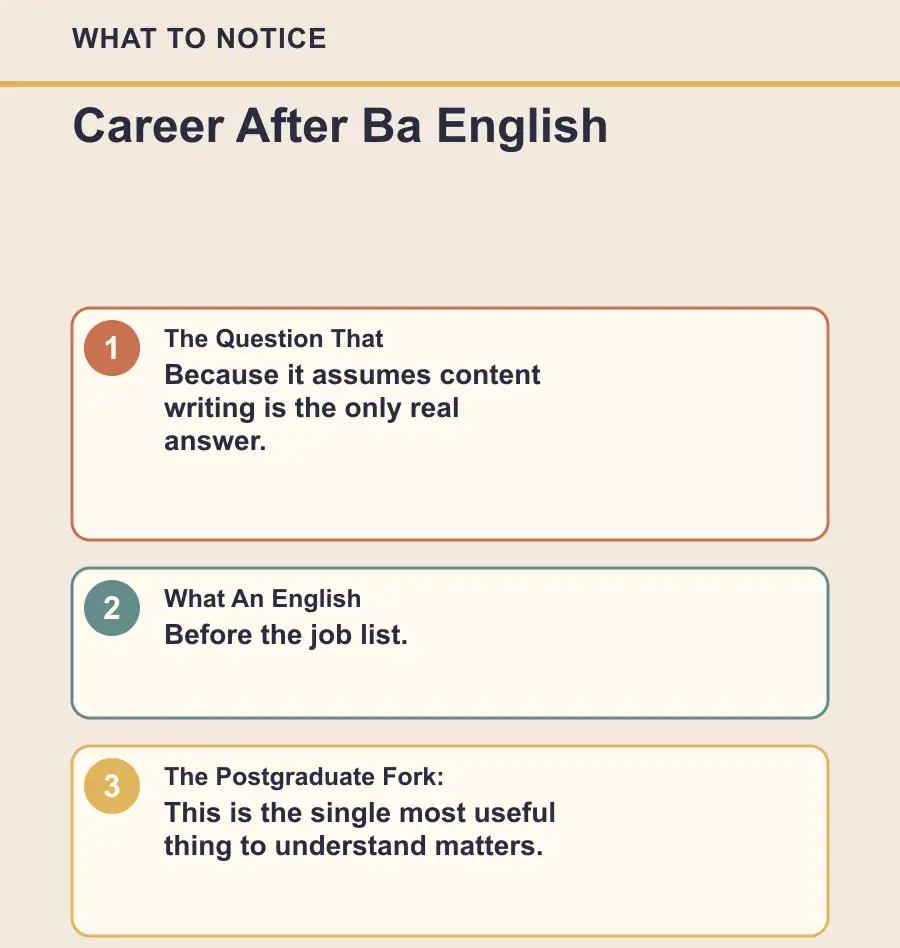 WHAT TO NOTICE
Career After Ba English
1
The Question That
Because it assumes content
writing is the only real
answer.
2
What An English
Before the job list.
3
The Postgraduate Fork:
This is the single most useful
thing to understand matters.